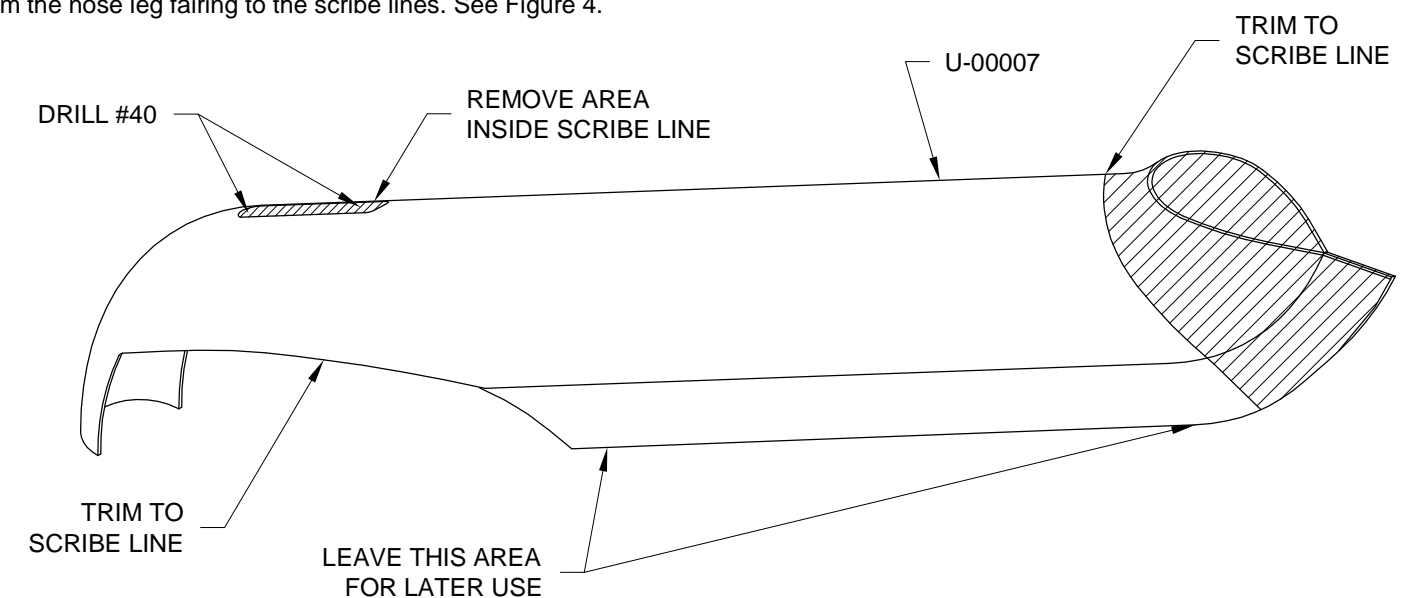 the nose leg fairing to the scribe lines. See Figure 4.
TRIM TO
SCRIBE LINE
U-00007
REMOVE AREA
INSIDE SCRIBE LINE
DRILL #40
TRIM TO
SCRIBE LINE
LEAVE THIS AREA
FOR LATER USE